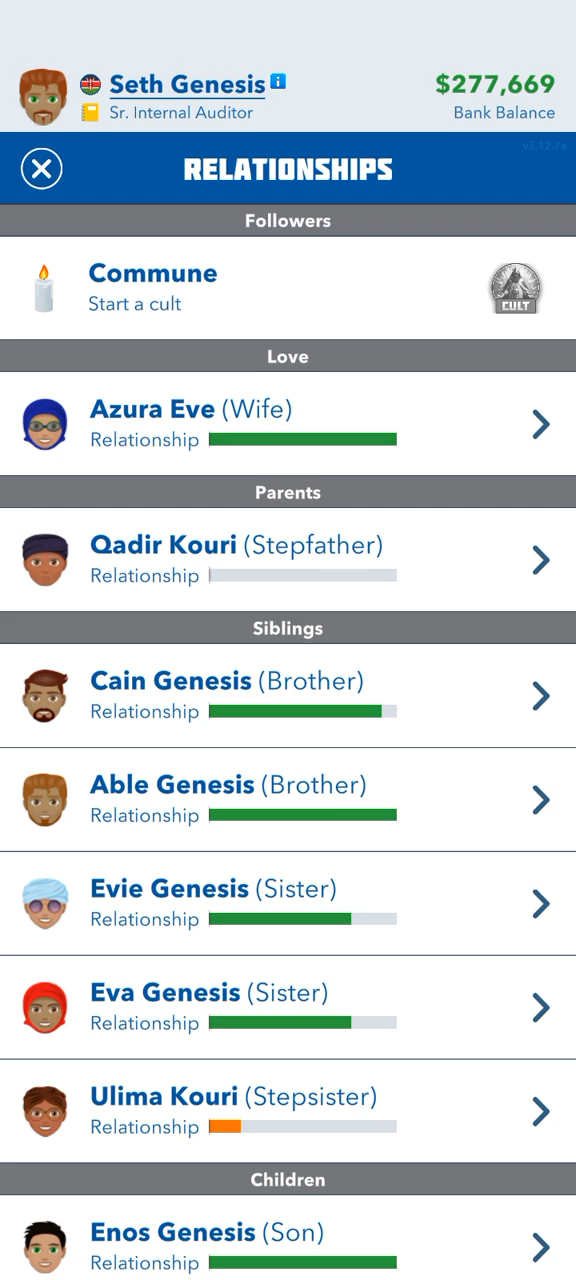 Seth Genesis
$277,669
Sr. Internal Auditor
Bank Balance
v3.12.7a
RELATIONSHIPS
Followers
Commune
Start a cult
CULT
Love
Azura Eve (Wife)
Relationship
Parents
Qadir Kouri (Stepfather)
Relationship
Siblings
Cain Genesis (Brother)
Relationship
Able Genesis (Brother)
Relationship
Evie Genesis (Sister)
Relationship
Eva Genesis (Sister)
Relationship
Ulima Kouri (Stepsister)
Relationship
Children
Enos Genesis (Son)
Relationship